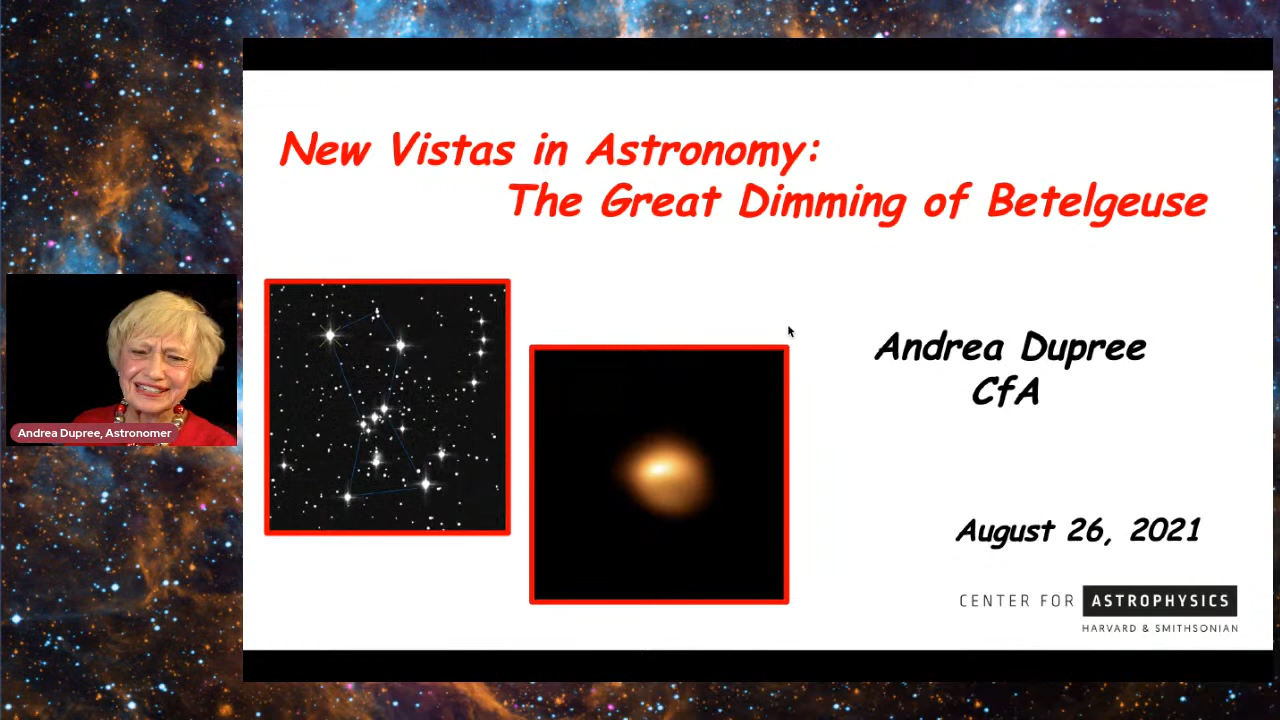 New Vistas in Astronomy:
The Great Dimming of Betelgeuse
Andrea Dupree
CfA
Andrea Dupree, Astronomer
August 26, 2021
CENTER FOR ASTROPHYSICS
HARVARD & SMITHSONIAN